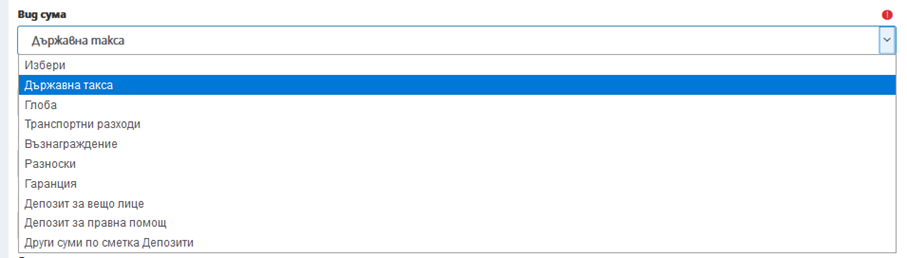 Вид сума
Държавна такса
Избери
Държавна такса
Глоба
Транспортни разходи
Възнаграждение
Разноски
Гаранция
Депозит за вещо лице
Депозит за правна помощ
Други суми по сметка Депозити